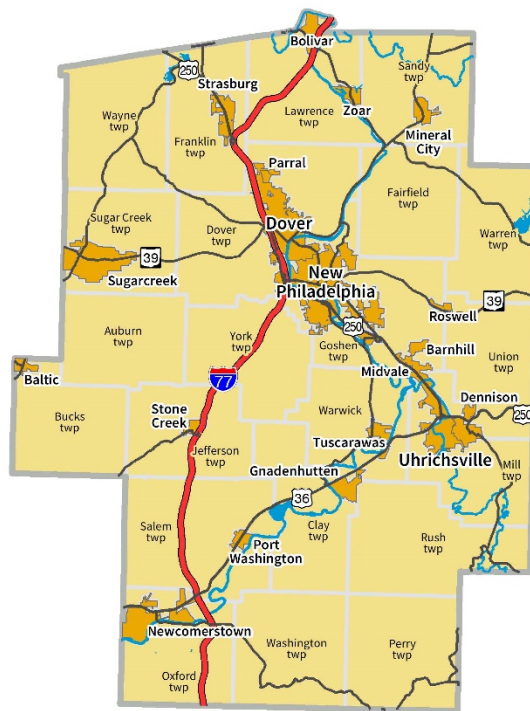 Bolivar
250
Strasburg
Sandy
twp
Lawrence
twp
Zoar
Wayne
twp
Franklin
twp
Mineral
City
Parral
Fairfield
twp
Sugar Creek
twp
Dover
twp
Dover
Warren
twp
39
Sugarcreek
New
Philadelphia
39
Roswell
Auburn
twp
York
twp
250
Goshen
twp
Barnhill
Union
twp
Midvale
Baltic
77
Bucks
twp
Stone
Creek
Warwick
twp
Dennison
250
Jefferson
twp
Tuscarawas
Uhrichsville
Gnadenhutten
Mill
twp
36
Salem
twp
Clay
twp
Rush
twp
Port
Washington
Newcomerstown
Washington
twp
Perry
twp
Oxford
twp